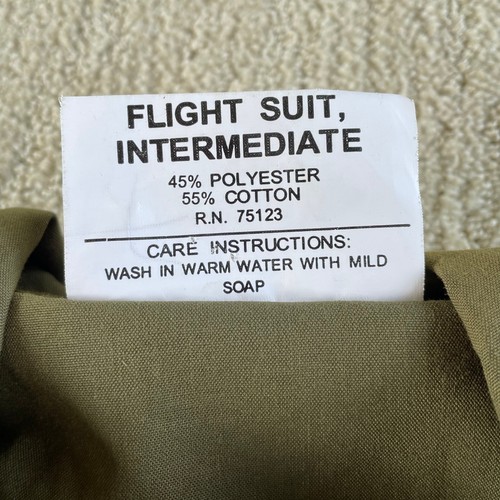 FLIGHT SUIT,
INTERMEDIATE
45% POLYESTER
55% COTTON
R.N. 75123
CARE INSTRUCTIONS:
WASH IN WARM WATER WITH MILD
SOAP